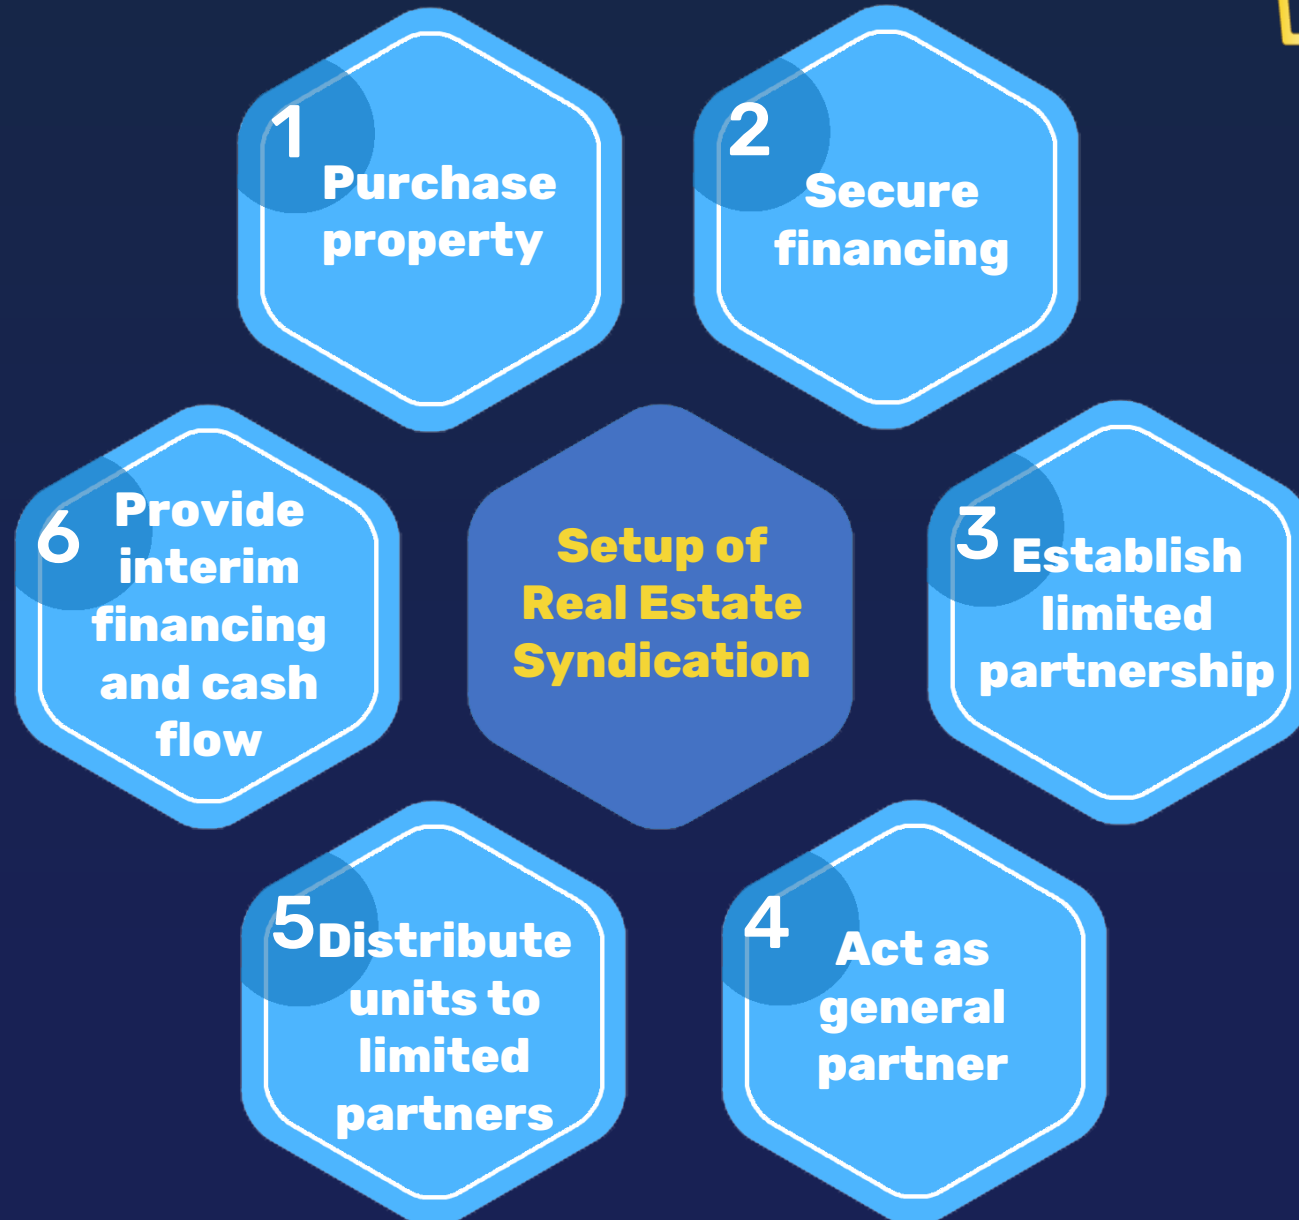 1
Purchase
property
2
Secure
financing
3
Establish
limited
partnership
4
Act as
general
partner
5
Distribute
units to
limited
partners
6
Provide
interim
financing
and cash
flow
Setup of
Real Estate
Syndication